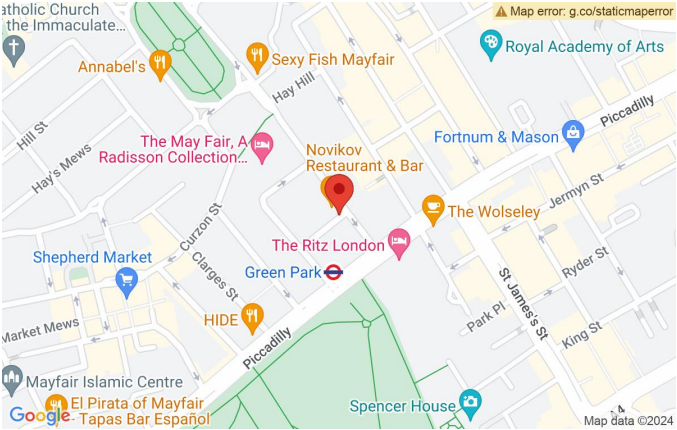 atholic Church
the Immaculate...
Map error: g.co/staticmaperror
Annabel's
Sexy Fish Mayfair
Royal Academy of Arts
Hay Hill
Piccadilly
Hill St
Hay's Mews
The May Fair, A
Radisson Collection...
Novikov
Restaurant & Bar
Fortnum & Mason
Jermyn St
The Wolseley
Curzon St
Shepherd Market
The Ritz London
Green Park
Clarges St
Ryder St
St James's St
Park Pl
HIDE
Market Mews
Piccadilly
King St
Mayfair Islamic Centre
El Pirata of Mayfair
- Tapas Bar Español
Spencer House
A4
Google
Map data ©2024